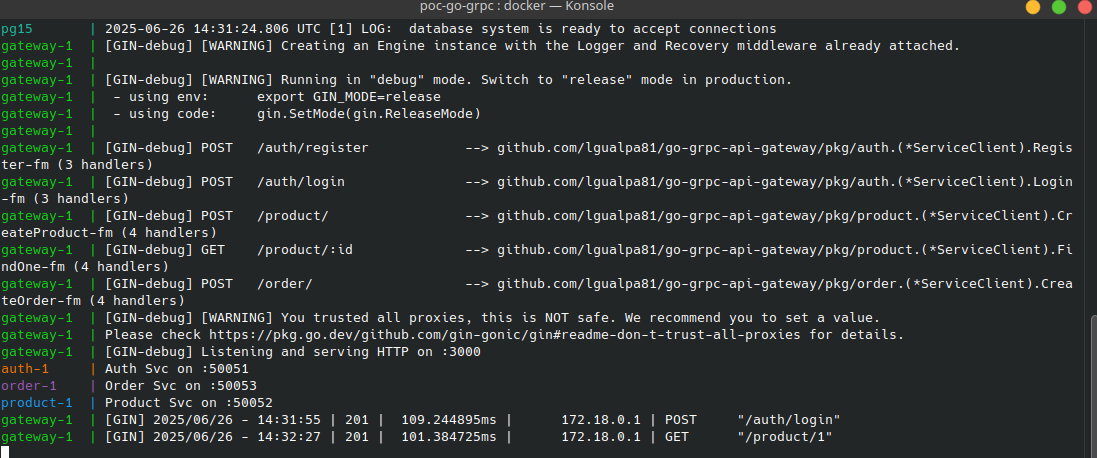 poc-go-grpc : docker — Konsole
pg15       | 2025-06-26 14:31:24.806 UTC [1] LOG:  database system is ready to accept connections
gateway-1  | [GIN-debug] [WARNING] Creating an Engine instance with the Logger and Recovery middleware already attached.
gateway-1  |
gateway-1  | [GIN-debug] [WARNING] Running in "debug" mode. Switch to "release" mode in production.
gateway-1  |  - using env:      export GIN_MODE=release
gateway-1  |  - using code:     gin.SetMode(gin.ReleaseMode)
gateway-1  |
gateway-1  | [GIN-debug] POST   /auth/register            --> github.com/lgualpa81/go-grpc-api-gateway/pkg/auth.(*ServiceClient).Regis
ter-fm (3 handlers)
gateway-1  | [GIN-debug] POST   /auth/login               --> github.com/lgualpa81/go-grpc-api-gateway/pkg/auth.(*ServiceClient).Login
-fm (3 handlers)
gateway-1  | [GIN-debug] POST   /product/                 --> github.com/lgualpa81/go-grpc-api-gateway/pkg/product.(*ServiceClient).Cr
eateProduct-fm (4 handlers)
gateway-1  | [GIN-debug] GET    /product/:id              --> github.com/lgualpa81/go-grpc-api-gateway/pkg/product.(*ServiceClient).Fi
ndOne-fm (4 handlers)
gateway-1  | [GIN-debug] POST   /order/                   --> github.com/lgualpa81/go-grpc-api-gateway/pkg/order.(*ServiceClient).Crea
teOrder-fm (4 handlers)
gateway-1  | [GIN-debug] [WARNING] You trusted all proxies, this is NOT safe. We recommend you to set a value.
gateway-1  | Please check https://pkg.go.dev/github.com/gin-gonic/gin#readme-don-t-trust-all-proxies for details.
gateway-1  | [GIN-debug] Listening and serving HTTP on :3000
auth-1     | Auth Svc on :50051
order-1    | Order Svc on :50053
product-1  | Product Svc on :50052
gateway-1  | [GIN] 2025/06/26 - 14:31:55 | 201 |  109.244895ms |      172.18.0.1 | POST     "/auth/login"
gateway-1  | [GIN] 2025/06/26 - 14:32:27 | 201 |  101.384725ms |      172.18.0.1 | GET      "/product/1"